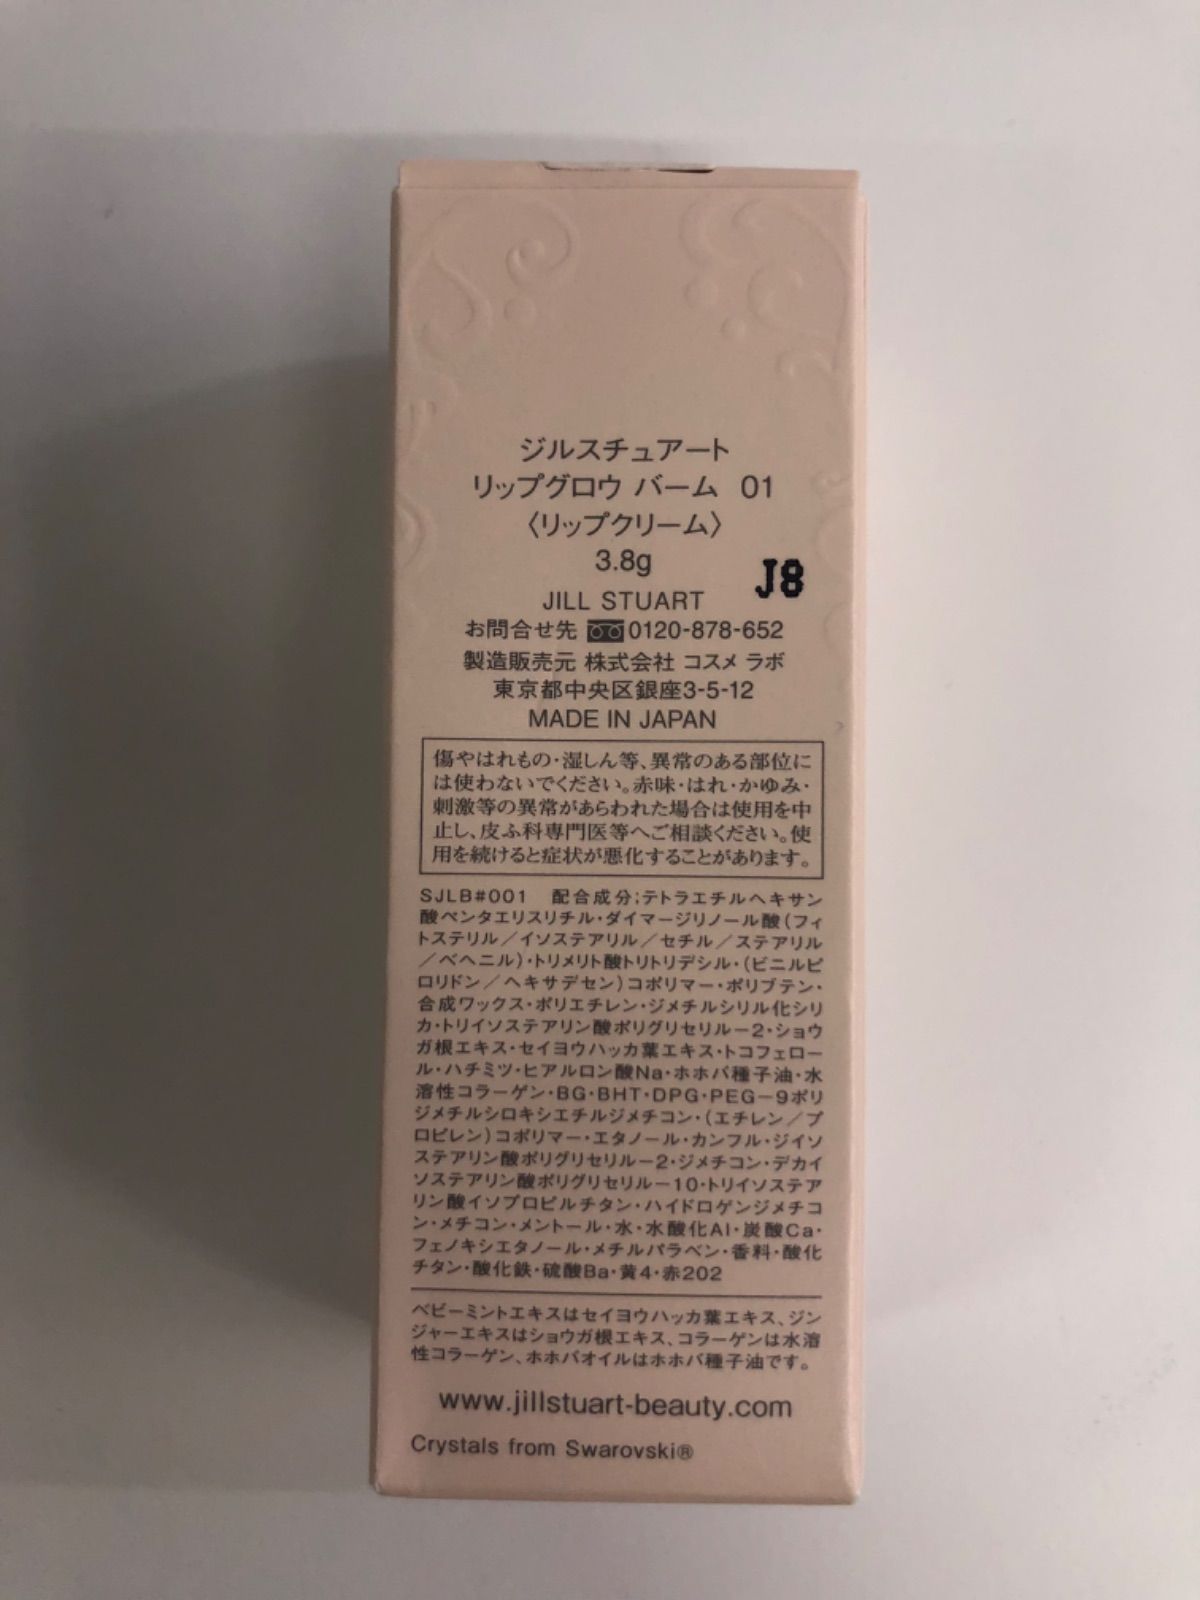 ジルスチュアート
リップグロウ バーム 01
〈リップクリーム〉
3.8g
J8
JILL STUART
お問合せ先 0120-878-652
製造販売元 株式会社 コスメ ラボ
東京都中央区銀座3-5-12
MADE IN JAPAN
傷やはれもの・湿しん等、異常のある部位に
は使わないでください。赤味・はれ・かゆみ・
刺激等の異常があらわれた場合は使用を中
止し、皮ふ科専門医等へご相談ください。使
用を続けると症状が悪化することがあります。
SJLB#001 配合成分:テトラエチルヘキサン
酸ペンタエリスリチル・ダイマージリノール酸(フィ
トステリル/イソステアリル/セチル/ステアリル
/ベヘニル)・トリメリト酸トリトリデシル・(ビニルピ
ロリドン/ヘキサデセン)コポリマー・ポリブテン・
合成ワックス・ポリエチレン・ジメチルシリル化シリ
カ・トリイソステアリン酸ポリグリセリル-2・ショウ
ガ根エキス・セイヨウハッカ葉エキス・トコフェロー
ル・ハチミツ・ヒアルロン酸Na・ホホバ種子油・水
溶性コラーゲン・BG・BHT・DPG・PEG-9ポリ
ジメチルシロキシエチルジメチコン・(エチレン/プ
ロピレン)コポリマー・エタノール・カンフル・ジイソ
ステアリン酸ポリグリセリル-2・ジメチコン・デカイ
ソステアリン酸ポリグリセリル-10・トリイソステア
リン酸イソプロピルチタン・ハイドロゲンジメチコ
ン・メチコン・メントール・水・水酸化Al・炭酸Ca・
フェノキシエタノール・メチルパラベン・香料・酸化
チタン・酸化鉄・硫酸Ba・黄4・赤202
ペビーミントエキスはセイヨウハッカ葉エキス、ジン
ジャーエキスはショウガ根エキス、コラーゲンは水溶
性コラーゲン、ホホバオイルはホホバ種子油です。
www.jillstuart-beauty.com
Crystals from Swarovski®